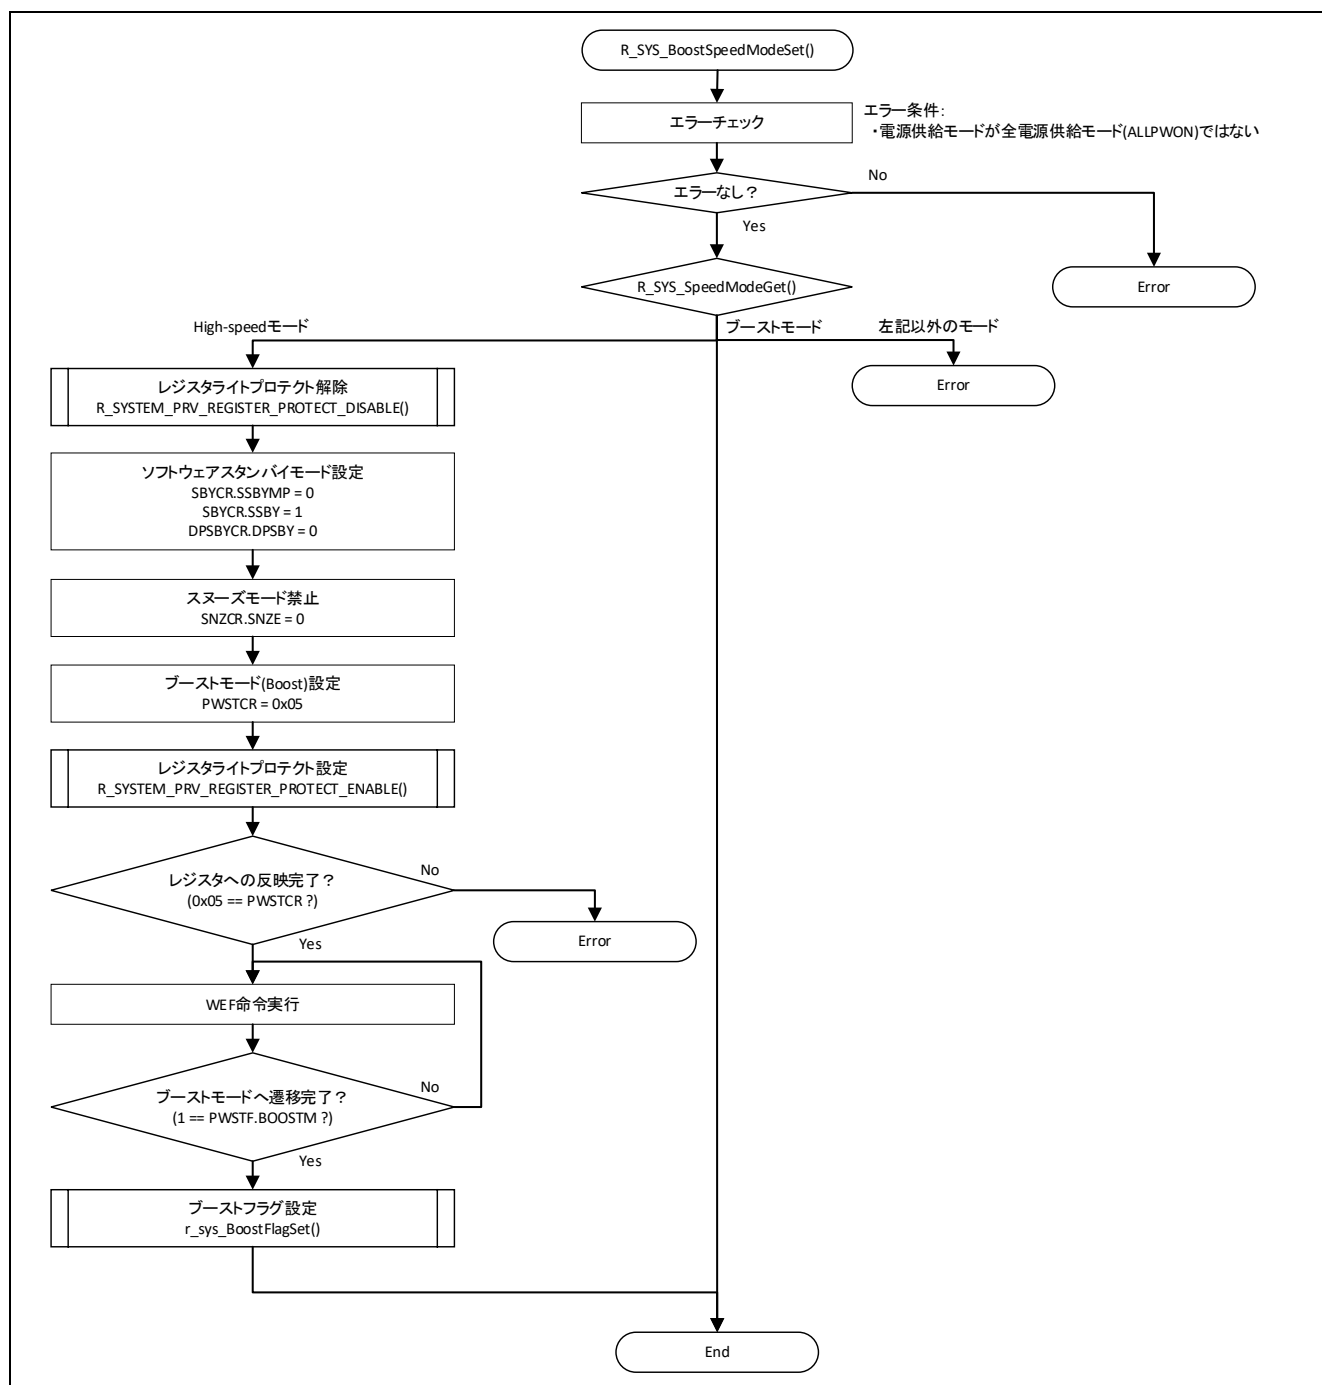 R_SYS_BoostSpeedModeSet()
エラーチェック
エラー条件:
・電源供給モードが全電源供給モード(ALLPWON)ではない
エラーなし？
No
Yes
Error
R_SYS_SpeedModeGet()
High-speedモード
ブーストモード
左記以外のモード
Error
レジスタライトプロテクト解除
R_SYSTEM_PRV_REGISTER_PROTECT_DISABLE()
ソフトウェアスタンバイモード設定
SBYCR.SSBYMP = 0
SBYCR.SSBY = 1
DPSBYCR.DPSBY = 0
スヌーズモード禁止
SNZCR.SNZE = 0
ブーストモード(Boost)設定
PWSTCR = 0x05
レジスタライトプロテクト設定
R_SYSTEM_PRV_REGISTER_PROTECT_ENABLE()
レジスタへの反映完了？
(0x05 == PWSTCR ?)
No
Error
Yes
WEF命令実行
ブーストモードへ遷移完了？
(1 == PWSTF.BOOSTM ?)
No
Yes
ブーストフラグ設定
r_sys_BoostFlagSet()
End